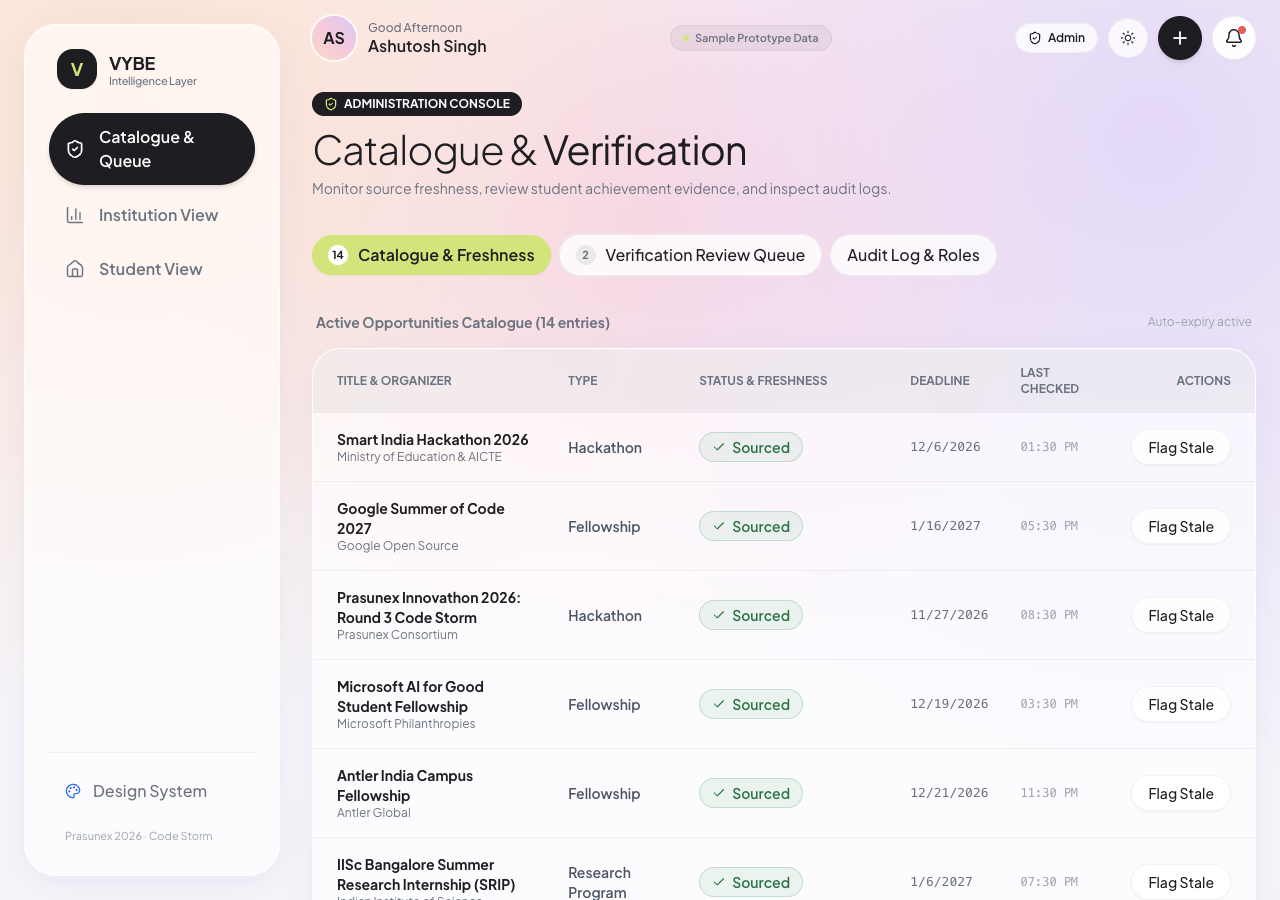 V
VYBE
Intelligence Layer
Catalogue &
Queue
Institution View
Student View
Design System
Prasunex 2026 · Code Storm
AS
Good Afternoon
Ashutosh Singh
Sample Prototype Data
Admin
ADMINISTRATION CONSOLE
Catalogue & Verification
Monitor source freshness, review student achievement evidence, and inspect audit logs.
14 Catalogue & Freshness
2 Verification Review Queue
Audit Log & Roles
Active Opportunities Catalogue (14 entries)
Auto-expiry active
TITLE & ORGANIZER TYPE STATUS & FRESHNESS DEADLINE LAST CHECKED ACTIONS
Smart India Hackathon 2026
Ministry of Education & AICTE
Hackathon Sourced 12/6/2026 01:30 PM Flag Stale
Google Summer of Code
2027
Google Open Source
Fellowship Sourced 1/16/2027 05:30 PM Flag Stale
Prasunex Innovathon 2026:
Round 3 Code Storm
Prasunex Consortium
Hackathon Sourced 11/27/2026 08:30 PM Flag Stale
Microsoft AI for Good
Student Fellowship
Microsoft Philanthropies
Fellowship Sourced 12/19/2026 03:30 PM Flag Stale
Antler India Campus
Fellowship
Antler Global
Fellowship Sourced 12/21/2026 11:30 PM Flag Stale
IISc Bangalore Summer
Research Internship (SRIP)
Indian Institute of Science
Research
Program
Sourced 1/6/2027 07:30 PM Flag Stale